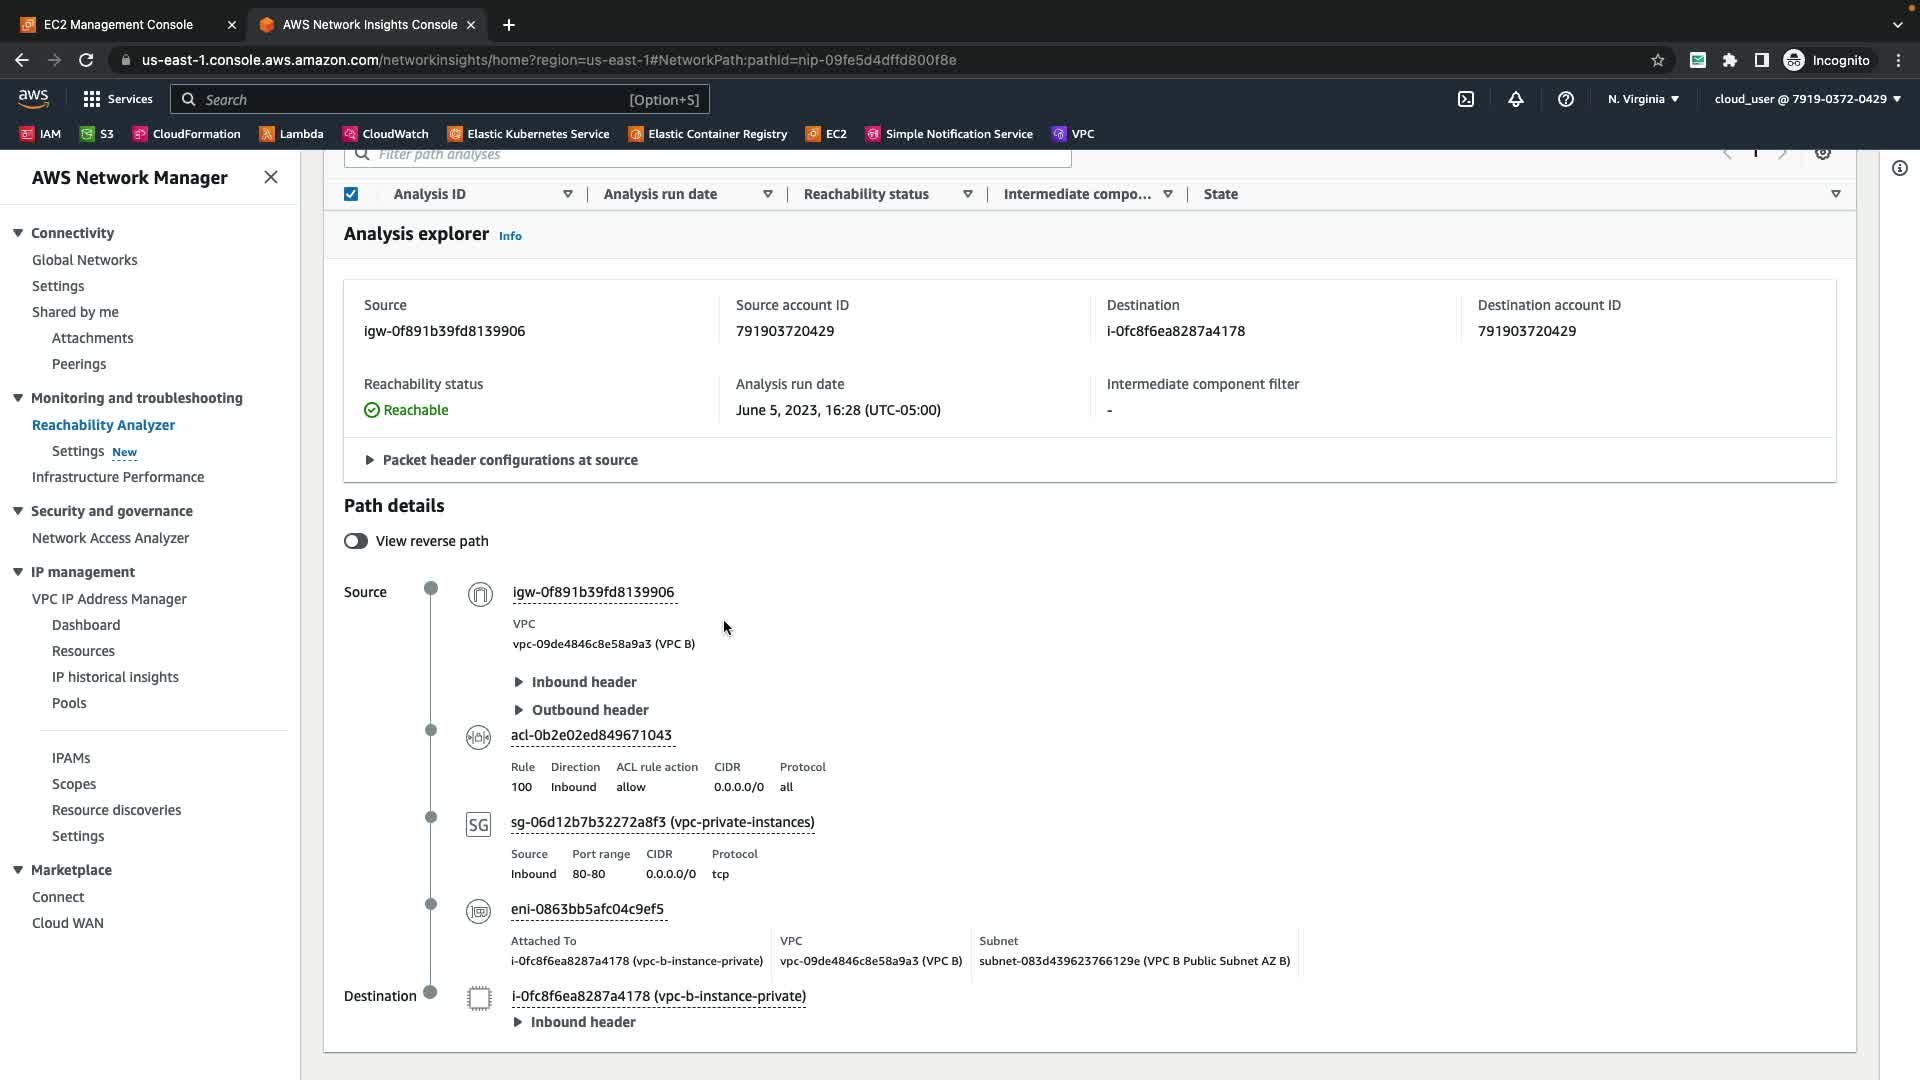 EC2 Management Console
AWS Network Insights Console
us-east-1.console.aws.amazon.com/networkinsights/home?region=us-east-1#NetworkPath:pathId=nip-09fe5d4dffd800f8e
Incognito
aws
Services
Search
[Option+S]
N. Virginia
cloud_user @ 7919-0372-0429
IAM
S3
CloudFormation
Lambda
CloudWatch
Elastic Kubernetes Service
Elastic Container Registry
EC2
Simple Notification Service
VPC
AWS Network Manager
Connectivity
Global Networks
Settings
Shared by me
Attachments
Peerings
Monitoring and troubleshooting
Reachability Analyzer
Settings New
Infrastructure Performance
Security and governance
Network Access Analyzer
IP management
VPC IP Address Manager
Dashboard
Resources
IP historical insights
Pools
IPAMs
Scopes
Resource discoveries
Settings
Marketplace
Connect
Cloud WAN
Filter path analyses
1
Analysis ID
Analysis run date
Reachability status
Intermediate compo...
State
Analysis explorer Info
Source
igw-0f891b39fd8139906
Source account ID
791903720429
Destination
i-0fc8f6ea8287a4178
Destination account ID
791903720429
Reachability status
Reachable
Analysis run date
June 5, 2023, 16:28 (UTC-05:00)
Intermediate component filter
-
Packet header configurations at source
Path details
View reverse path
Source
igw-0f891b39fd8139906
VPC
vpc-09de4846c8e58a9a3 (VPC B)
Inbound header
Outbound header
acl-0b2e02ed849671043
Rule Direction ACL rule action CIDR Protocol
100 Inbound allow 0.0.0.0/0 all
SG
sg-06d12b7b32272a8f3 (vpc-private-instances)
Source Port range CIDR Protocol
Inbound 80-80 0.0.0.0/0 tcp
eni-0863bb5afc04c9ef5
Attached To VPC Subnet
i-0fc8f6ea8287a4178 (vpc-b-instance-private) vpc-09de4846c8e58a9a3 (VPC B) subnet-083d439623766129e (VPC B Public Subnet AZ B)
Destination
i-0fc8f6ea8287a4178 (vpc-b-instance-private)
Inbound header